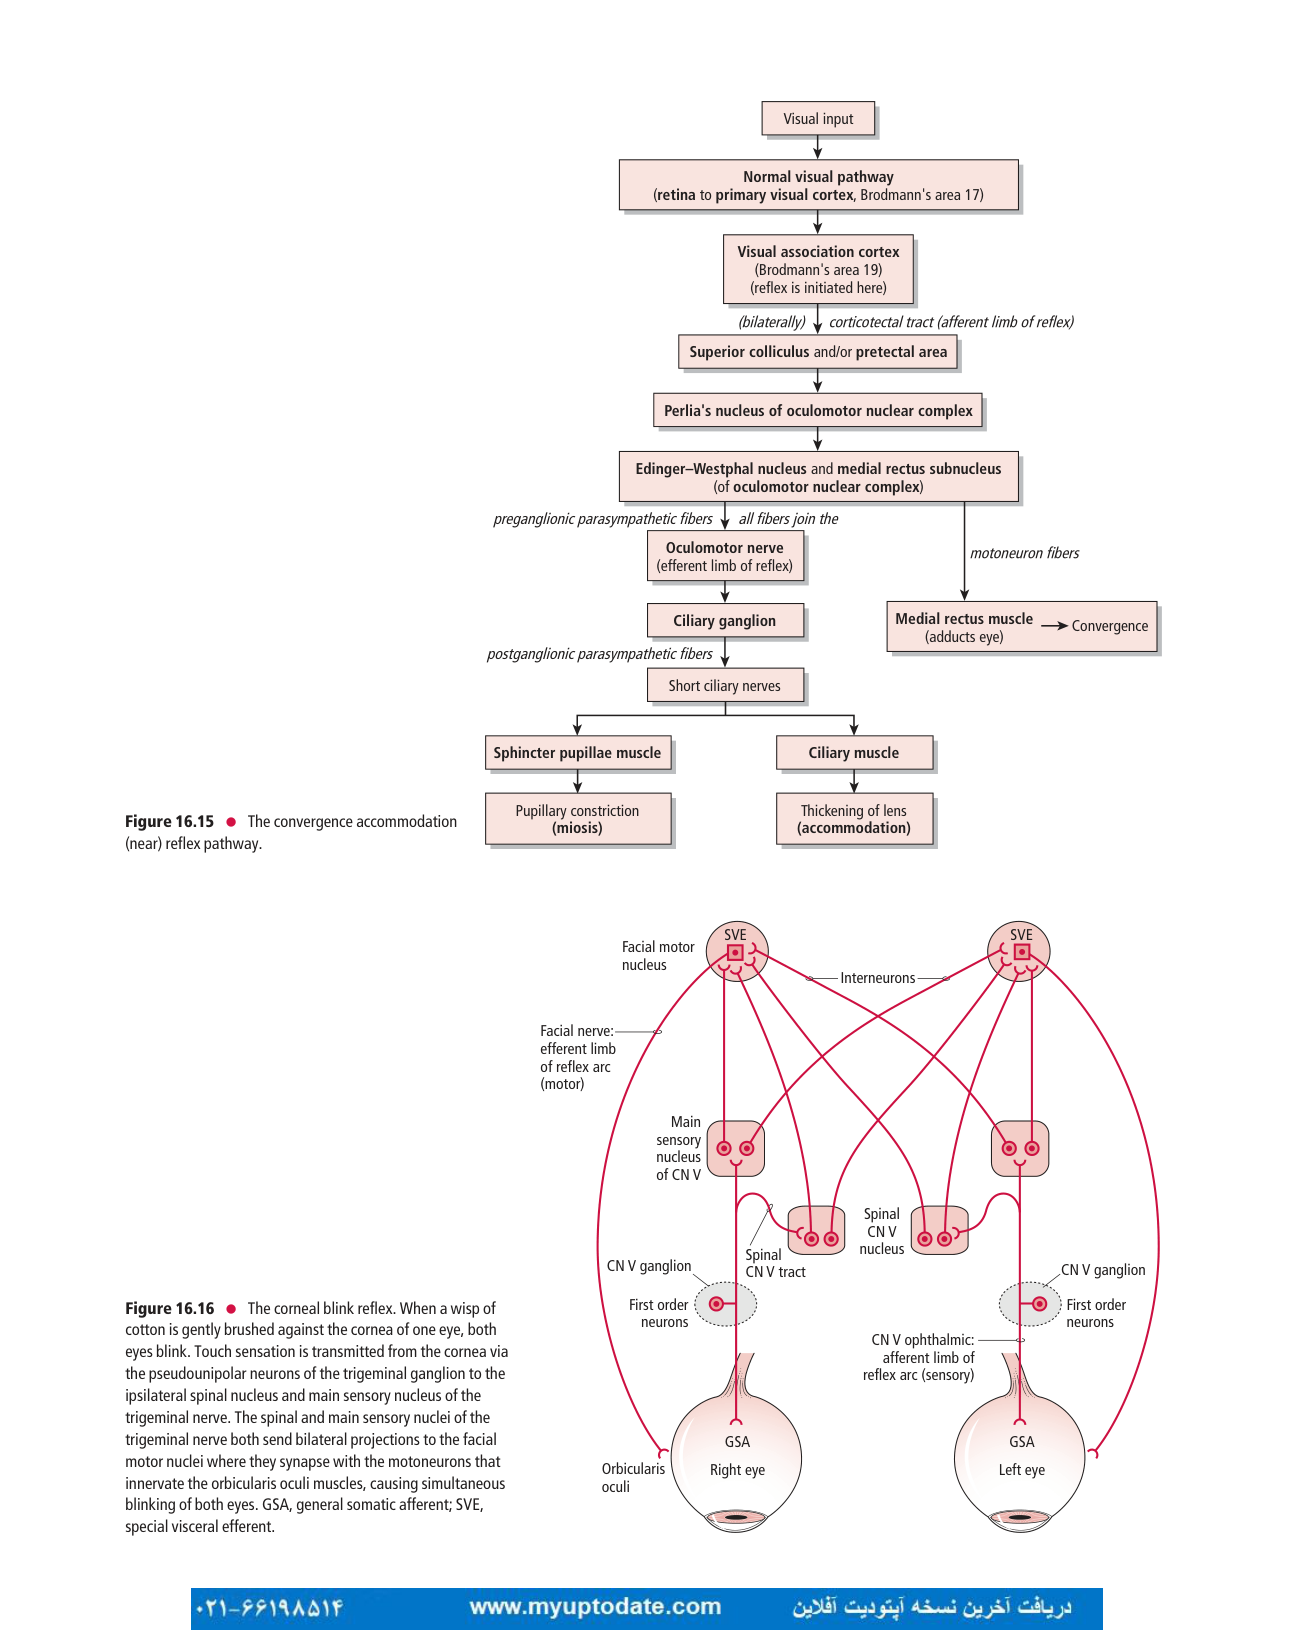 Visual input
Normal visual pathway
(retina to primary visual cortex, Brodmann's area 17)
Visual association cortex
(Brodmann's area 19)
(reflex is initiated here)
(bilaterally) corticotectal tract (afferent limb of reflex)
Superior colliculus and/or pretectal area
Perlia's nucleus of oculomotor nuclear complex
Edinger–Westphal nucleus and medial rectus subnucleus
(of oculomotor nuclear complex)
preganglionic parasympathetic fibers all fibers join the
Oculomotor nerve
(efferent limb of reflex)
motoneuron fibers
Ciliary ganglion
Medial rectus muscle
(adducts eye)
Convergence
postganglionic parasympathetic fibers
Short ciliary nerves
Sphincter pupillae muscle
Ciliary muscle
Pupillary constriction
(miosis)
Thickening of lens
(accommodation)
Figure 16.15 ● The convergence accommodation
(near) reflex pathway.
SVE
SVE
Facial motor
nucleus
Interneurons
Facial nerve:
efferent limb
of reflex arc
(motor)
Main
sensory
nucleus
of CN V
Spinal
CN V
nucleus
Spinal
CN V tract
CN V ganglion
CN V ganglion
First order
neurons
First order
neurons
CN V ophthalmic:
afferent limb of
reflex arc (sensory)
GSA
Right eye
GSA
Left eye
Orbicularis
oculi
Figure 16.16 ● The corneal blink reflex. When a wisp of
cotton is gently brushed against the cornea of one eye, both
eyes blink. Touch sensation is transmitted from the cornea via
the pseudounipolar neurons of the trigeminal ganglion to the
ipsilateral spinal nucleus and main sensory nucleus of the
trigeminal nerve. The spinal and main sensory nuclei of the
trigeminal nerve both send bilateral projections to the facial
motor nuclei where they synapse with the motoneurons that
innervate the orbicularis oculi muscles, causing simultaneous
blinking of both eyes. GSA, general somatic afferent; SVE,
special visceral efferent.
۰۲۱-۶۶۱۹۸۵۱۴ www.myuptodate.com دریافت آخرین نسخه آپتودیت آفلاین